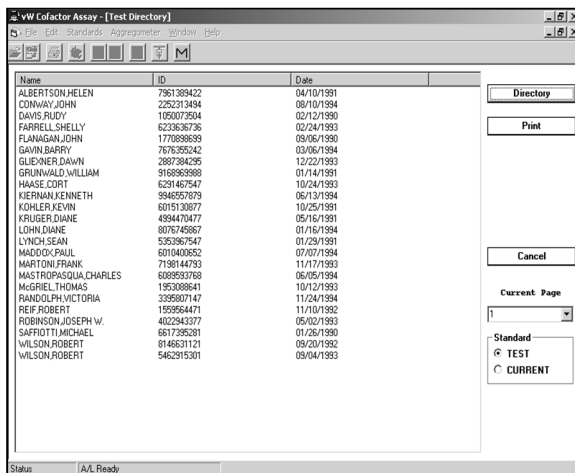 vW Cofactor Assay - [Test Directory]
File Edit Standards Aggregometer Window Help
M
Name ID Date
ALBERTSON,HELEN 7961389422 04/10/1991
CONWAY,JOHN 2252313494 08/10/1994
DAVIS,RUDY 1050073504 02/12/1990
FARRELL,SHELLY 6233636736 02/24/1993
FLANAGAN,JOHN 1770898699 09/06/1990
GAVIN,BARRY 7676355242 03/06/1994
GLIEXNER,DAWN 2887384295 12/22/1993
GRUNWALD,WILLIAM 9168969988 01/14/1991
HAASE,CORT 6291467547 10/24/1993
KIERNAN,KENNETH 9946557879 06/13/1994
KOHLER,KEVIN 6015130877 10/25/1991
KRUGER,DIANE 4994470477 05/16/1991
LOHN,DIANE 8076745867 01/16/1994
LYNCH,SEAN 5353967547 01/29/1991
MADDOX,PAUL 6010400652 07/07/1994
MARTONI,FRANK 7198144793 11/17/1993
MASTROPASQUA,CHARLES 6089593768 06/05/1994
McGRIEL,THOMAS 1953088641 10/12/1993
RANDOLPH,VICTORIA 3395807147 11/24/1994
REIF,ROBERT 1559564471 11/10/1992
ROBINSON,JOSEPH W. 4022943377 05/02/1993
SAFFIOTTI,MICHAEL 6617395281 01/26/1990
WILSON,ROBERT 8146631121 09/20/1992
WILSON,ROBERT 5462915301 09/04/1993
Directory
Print
Cancel
Current Page
1
Standard
TEST
CURRENT
Status A/L Ready